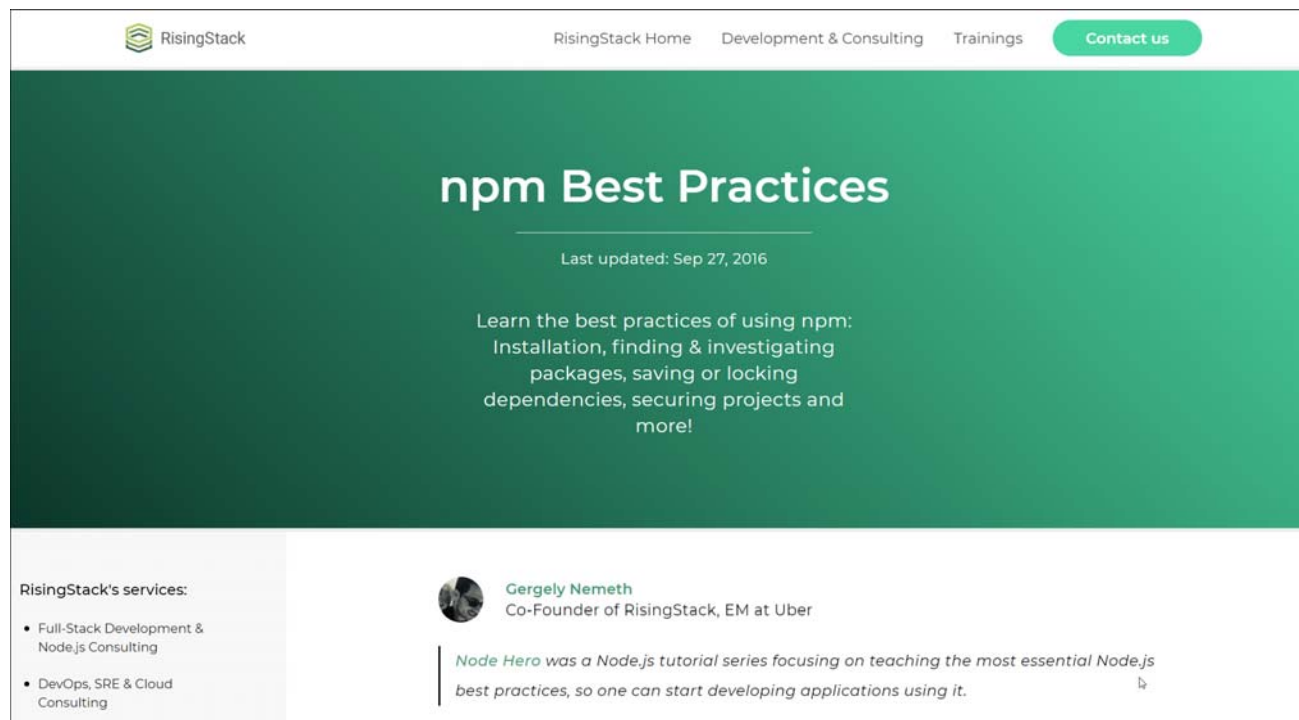 RisingStack
RisingStack Home Development & Consulting Trainings Contact us
npm Best Practices
Last updated: Sep 27, 2016
Learn the best practices of using npm:
Installation, finding & investigating
packages, saving or locking
dependencies, securing projects and
more!
RisingStack's services:
• Full-Stack Development &
Node.js Consulting
• DevOps, SRE & Cloud
Consulting
Gergely Nemeth
Co-Founder of RisingStack, EM at Uber
Node Hero was a Node.js tutorial series focusing on teaching the most essential Node.js
best practices, so one can start developing applications using it.